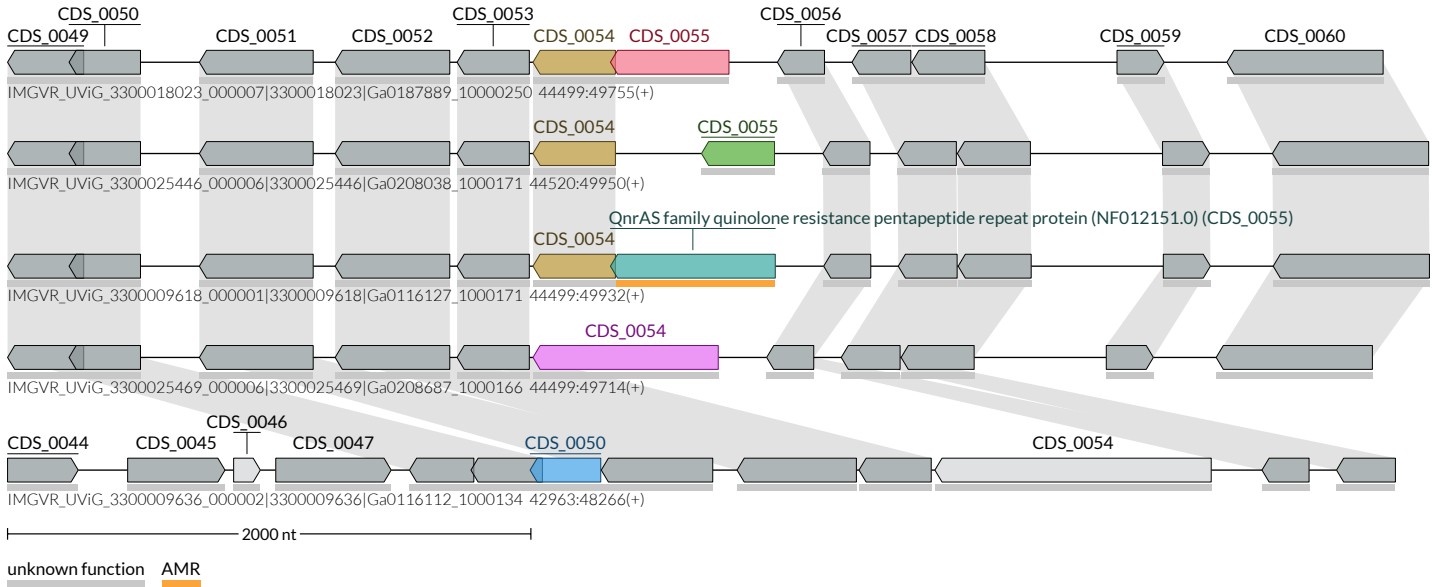 CDS_0050 CDS_0053 CDS_0056
CDS_0049 CDS_0051 CDS_0052 CDS_0054 CDS_0055 CDS_0057 CDS_0058 CDS_0059 CDS_0060
IMGVR_UViG_3300018023_000007|3300018023|Ga0187889_10000250 44499:49755(+)
CDS_0054 CDS_0055
IMGVR_UViG_3300025446_000006|3300025446|Ga0208038_1000171 44520:49950(+)
QnrAS family quinolone resistance pentapeptide repeat protein (NF012151.0) (CDS_0055)
CDS_0054
IMGVR_UViG_3300009618_000001|3300009618|Ga0116127_1000171 44499:49932(+)
CDS_0054
IMGVR_UViG_3300025469_000006|3300025469|Ga0208687_1000166 44499:49714(+)
CDS_0046
CDS_0044 CDS_0045 CDS_0047 CDS_0050 CDS_0054
IMGVR_UViG_3300009636_000002|3300009636|Ga0116112_1000134 42963:48266(+)
2000 nt
unknown function AMR